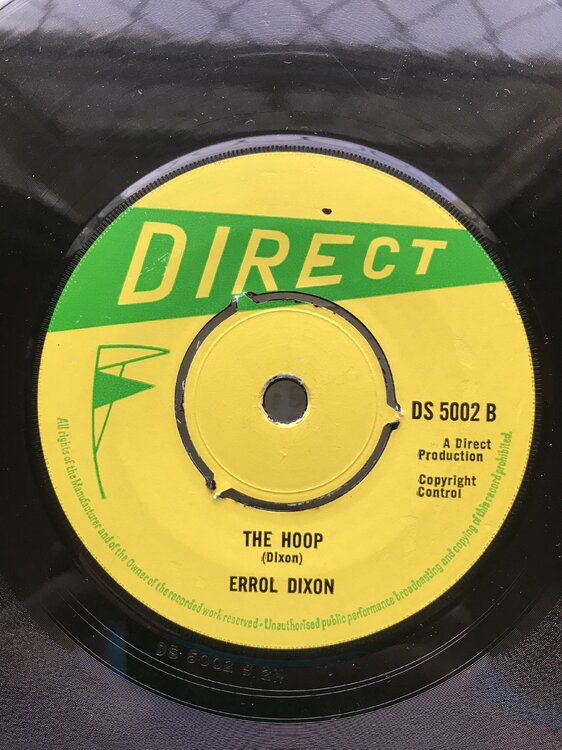 DIRECT
DS 5002 B
A Direct
Production
Copyright
Control
THE HOOP
(Dixon)
ERROL DIXON
All rights of the Manufacturer and of the Owner of the recorded work reserved • Unauthorised public performance broadcasting and copying of this record prohibited.
DS 5002 B 2H